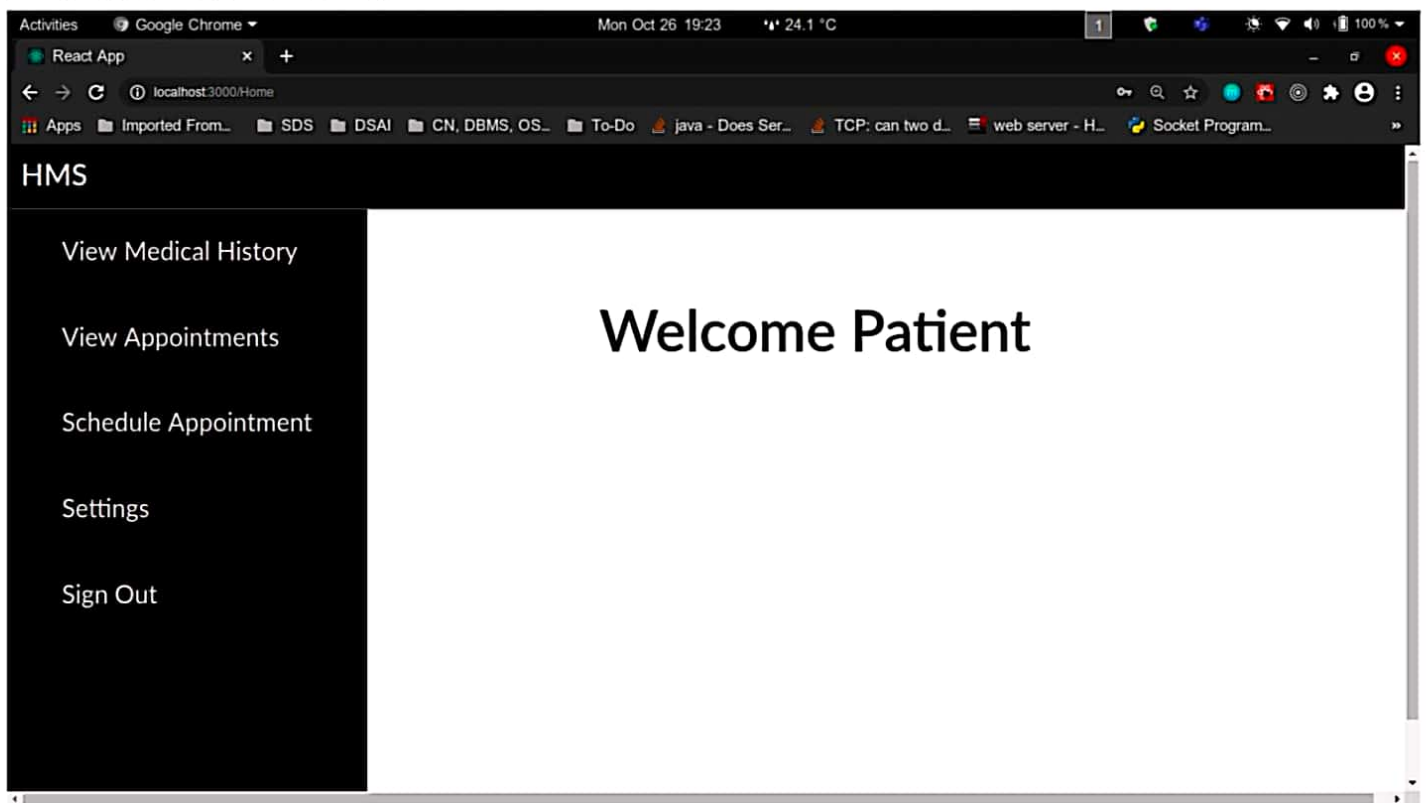 Activities Google Chrome Mon Oct 26 19:23 24.1 °C 1 100 %
React App
localhost:3000/Home
Apps Imported From... SDS DSAI CN, DBMS, OS... To-Do java - Does Ser... TCP: can two d... web server - H... Socket Program... »
HMS
View Medical History
View Appointments
Schedule Appointment
Settings
Sign Out
Welcome Patient